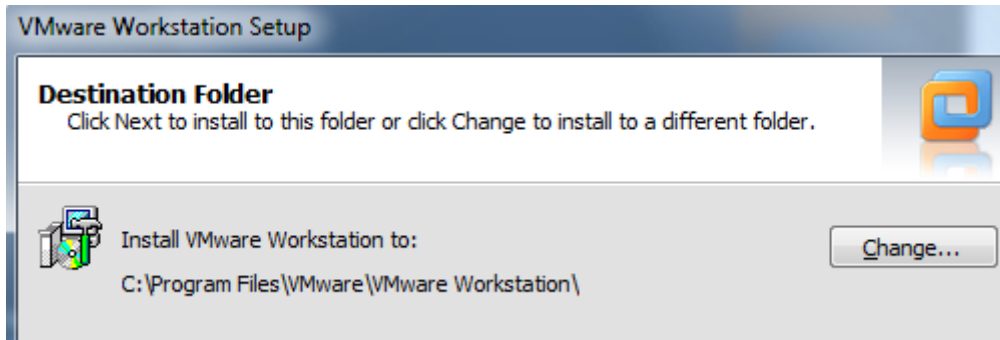 VMware Workstation Setup
Destination Folder
Click Next to install to this folder or click Change to install to a different folder.
Install VMware Workstation to:
Change...
C:\Program Files\VMware\VMware Workstation\